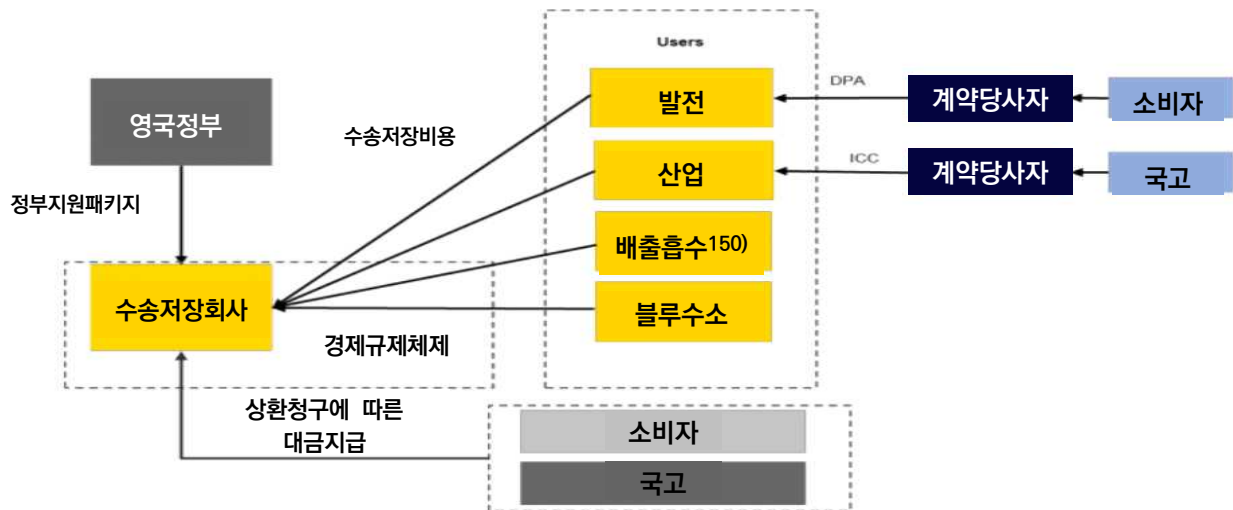 Users
DPA
발전
계약당사자
소비자
영국정부
수송저장비용
ICC
산업
계약당사자
국고
정부지원패키지
배출흡수150)
수송저장회사
블루수소
경제규제체제
상환청구에 따른
대금지급
소비자
국고